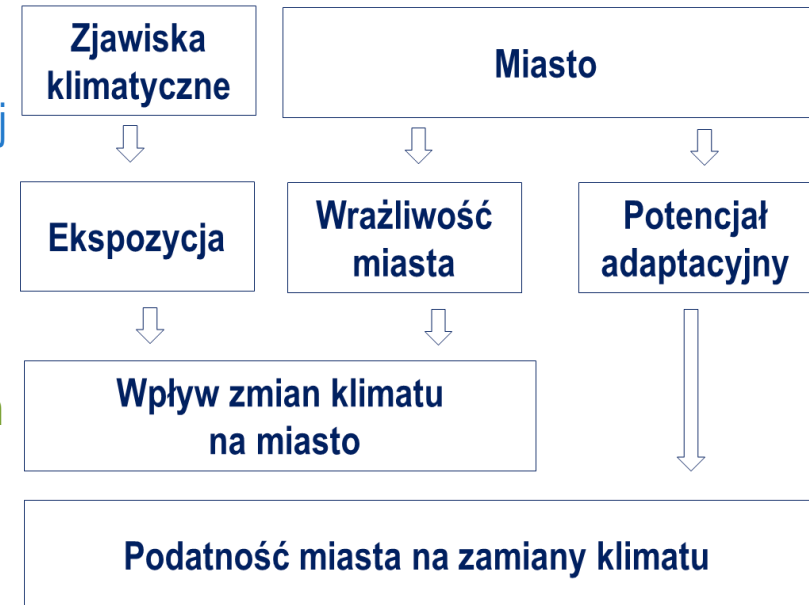 Zjawiska
klimatyczne
Miasto
j
Ekspozycja
Wrażliwość
miasta
Potencjał
adaptacyjny
Wpływ zmian klimatu
na miasto
Podatność miasta na zamiany klimatu